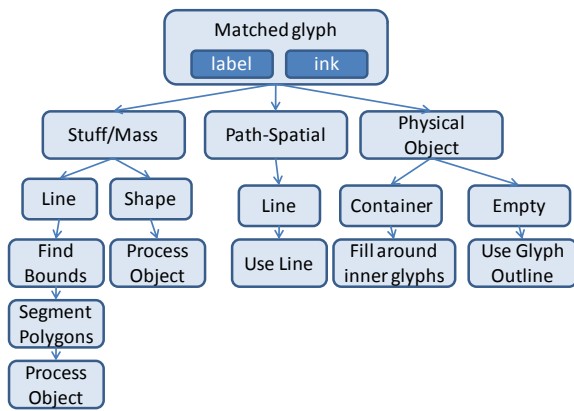 Matched glyph
label ink
Stuff/Mass Path-Spatial Physical
Object
Line Shape Line Container Empty
Find
Bounds
Process
Object
Use Line
Fill around
inner glyphs
Use Glyph
Outline
Segment
Polygons
Process
Object